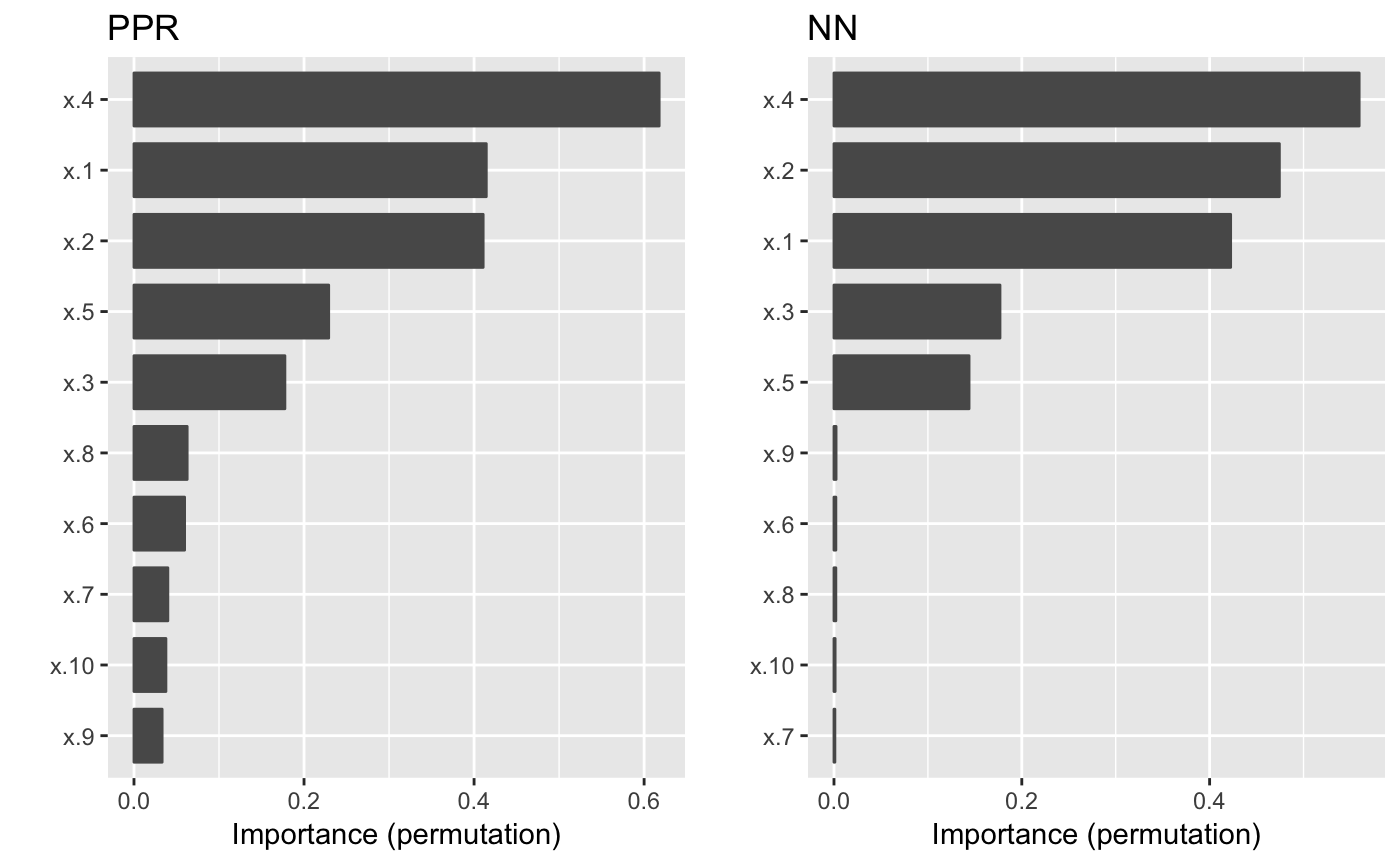 PPR
x.4
x.1
x.2
x.5
x.3
x.8
x.6
x.7
x.10
x.9
0.0 0.2 0.4 0.6
Importance (permutation)
NN
x.4
x.2
x.1
x.3
x.5
x.9
x.6
x.8
x.10
x.7
0.0 0.2 0.4
Importance (permutation)